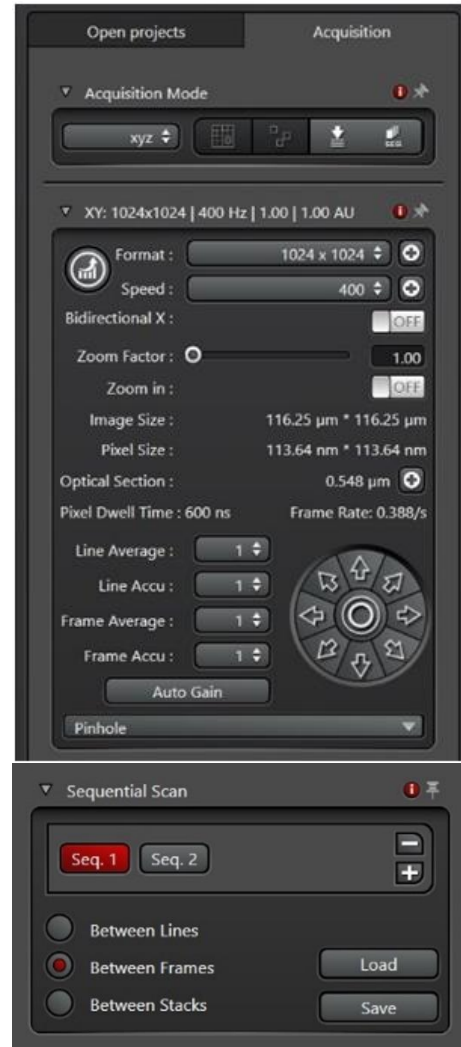 Open projects Acquisition
Acquisition Mode
xyz
XY: 1024x1024 | 400 Hz | 1.00 | 1.00 AU
Format : 1024 x 1024
Speed : 400
Bidirectional X : OFF
Zoom Factor : 1.00
Zoom in : OFF
Image Size : 116.25 µm * 116.25 µm
Pixel Size : 113.64 nm * 113.64 nm
Optical Section : 0.548 µm
Pixel Dwell Time : 600 ns Frame Rate: 0.388/s
Line Average : 1
Line Accu : 1
Frame Average : 1
Frame Accu : 1
Auto Gain
Pinhole
Sequential Scan
Seq. 1 Seq. 2
Between Lines
Between Frames Load
Between Stacks Save